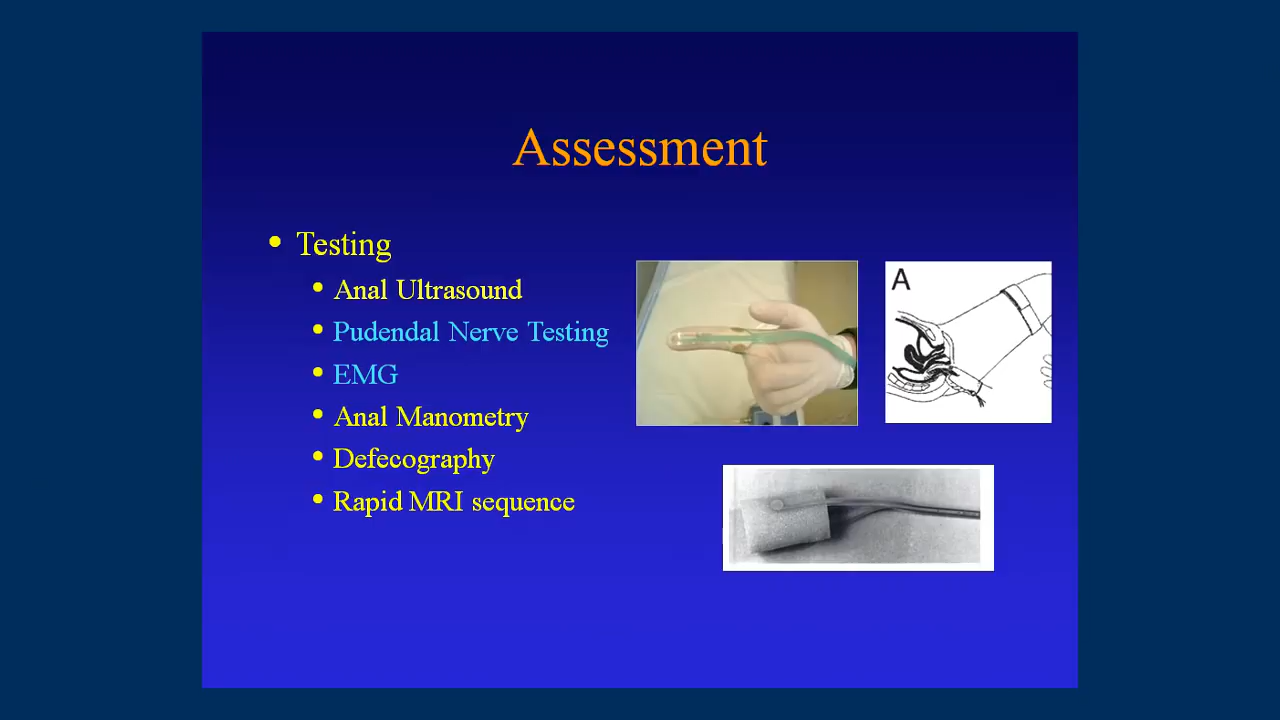 Assessment
• Testing
• Anal Ultrasound
• Pudendal Nerve Testing
• EMG
• Anal Manometry
• Defecography
• Rapid MRI sequence
A